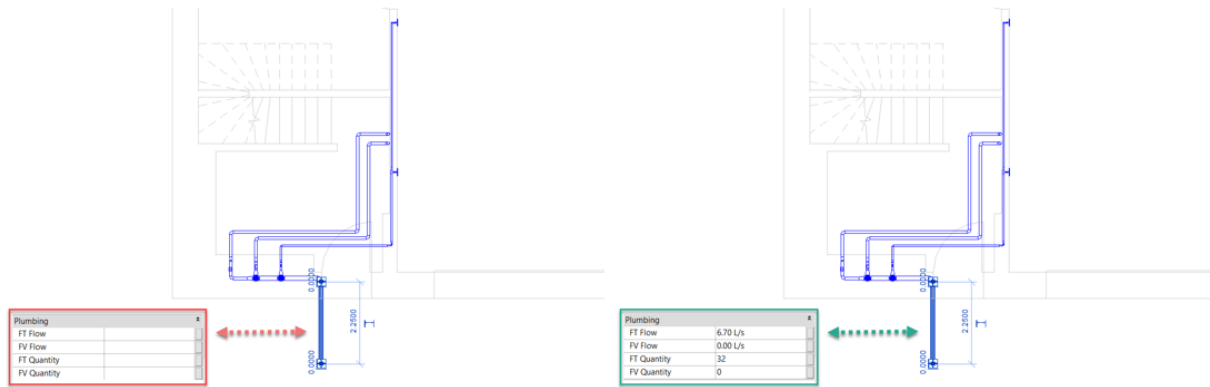 0.0000
2.2500
0.0000
Plumbing
FT Flow
FV Flow
FT Quantity
FV Quantity
0.0000
2.2500
0.0000
Plumbing
FT Flow 6.70 L/s
FV Flow 0.00 L/s
FT Quantity 32
FV Quantity 0